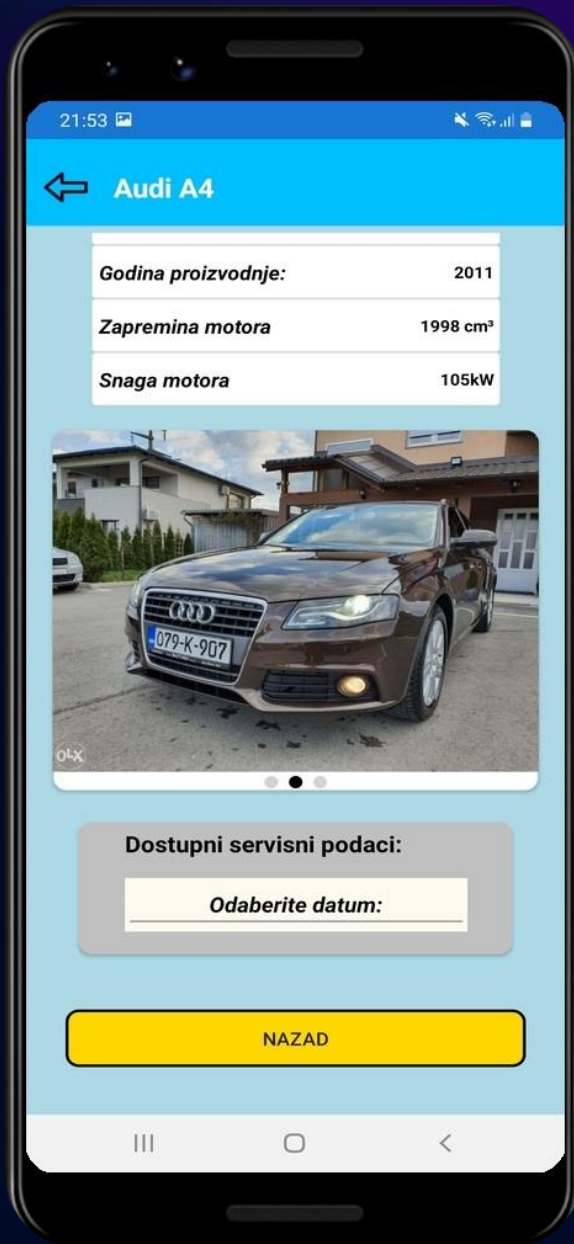 21:53
Audi A4
Godina proizvodnje: 2011
Zapremina motora 1998 cm³
Snaga motora 105kW
079-K-907
OLX
Dostupni servisni podaci:
Odaberite datum:
NAZAD